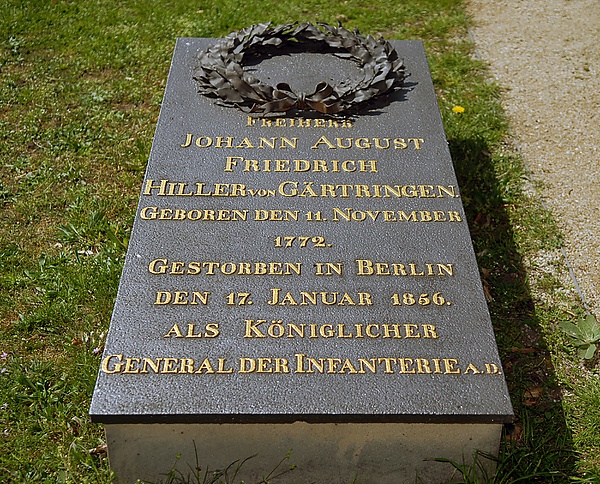 FREIHERR
JOHANN AUGUST
FRIEDRICH
HILLER VON GÄRTRINGEN.
GEBOREN DEN 11. NOVEMBER
1772.
GESTORBEN IN BERLIN
DEN 17. JANUAR 1856.
ALS KÖNIGLICHER
GENERAL DER INFANTERIE A.D.